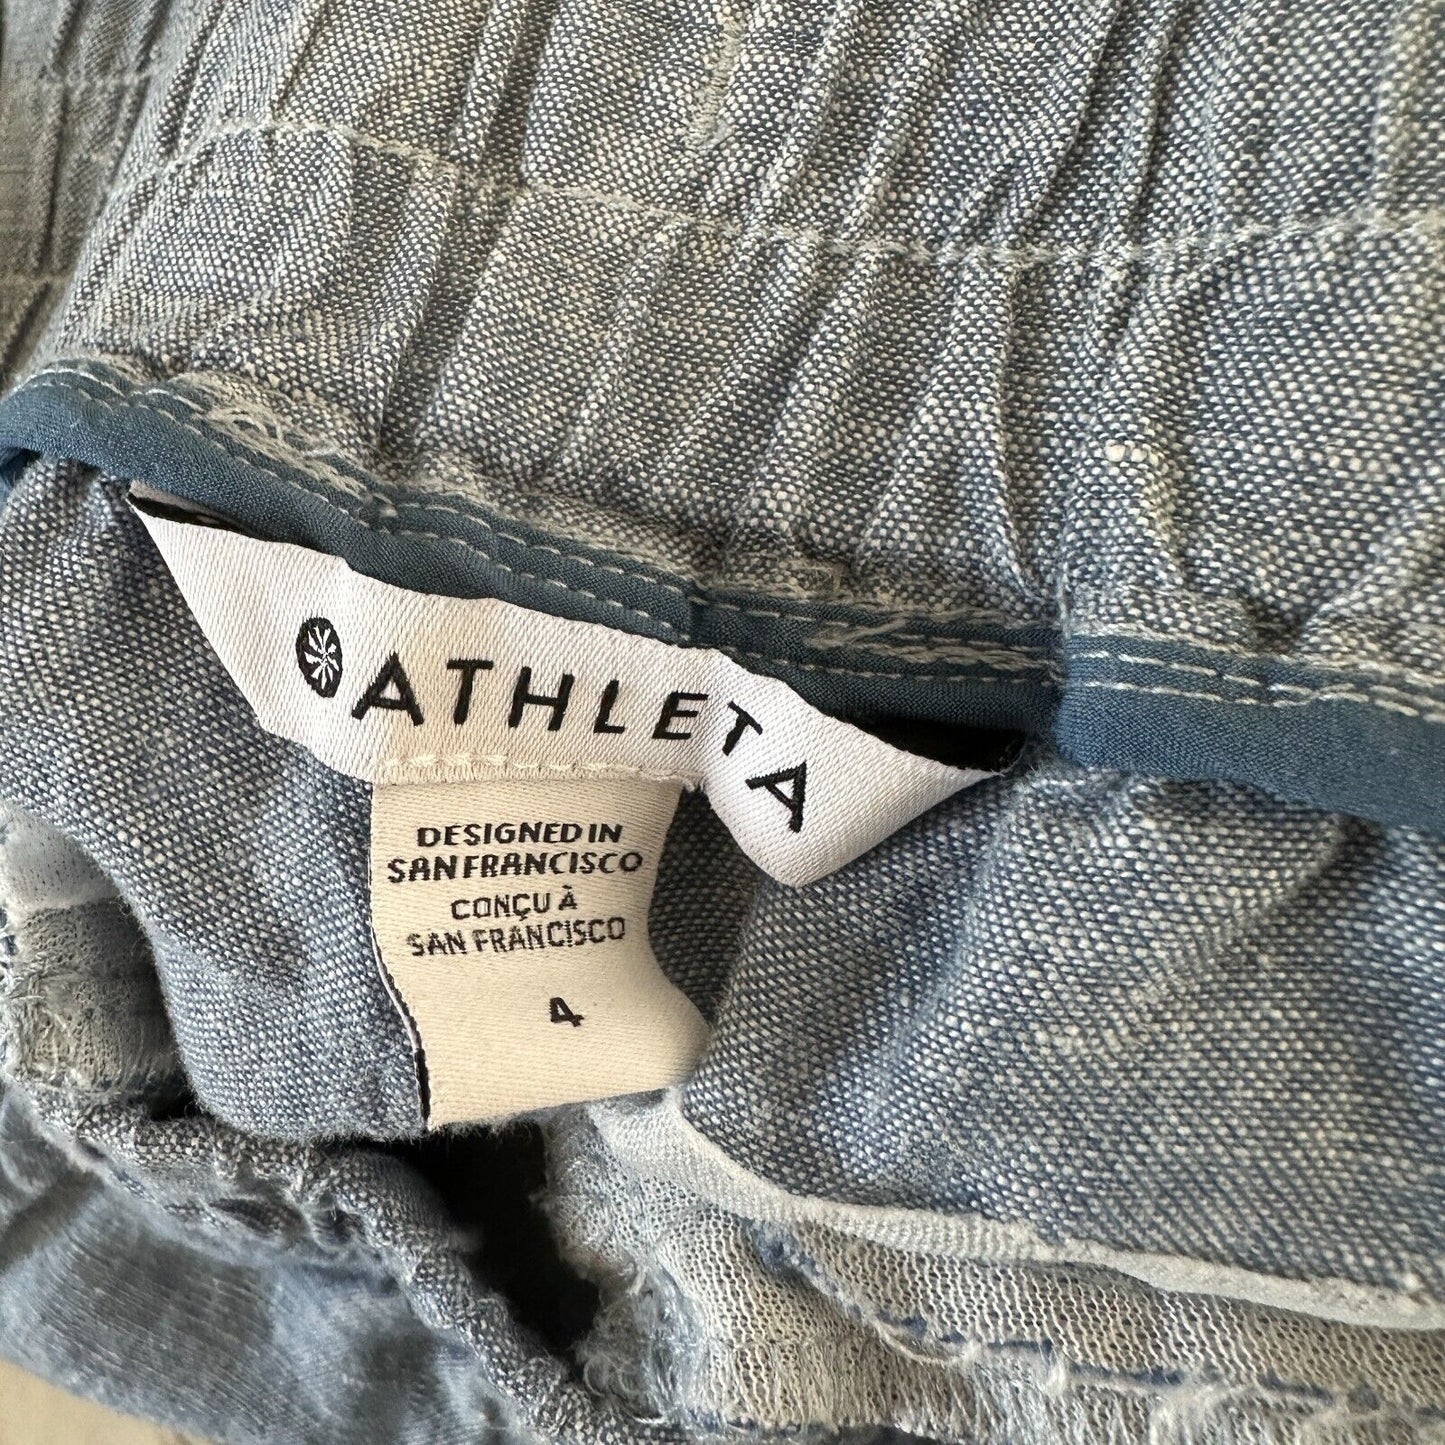 ATHLETA
DESIGNED IN
SAN FRANCISCO
CONÇU À
SAN FRANCISCO
4